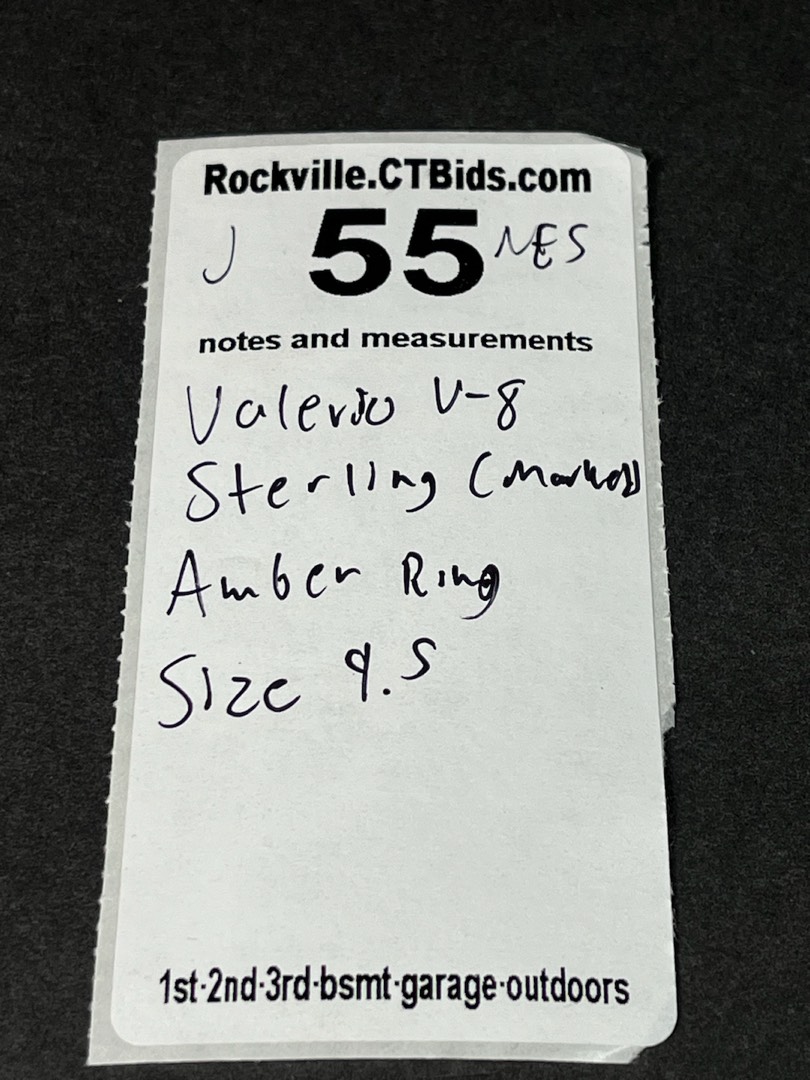 Rockville.CTBids.com
J 55 NES
notes and measurements
Valerio V-8
Sterling (Marked)
Amber Ring
Size 9.5
1st·2nd·3rd·bsmt·garage·outdoors